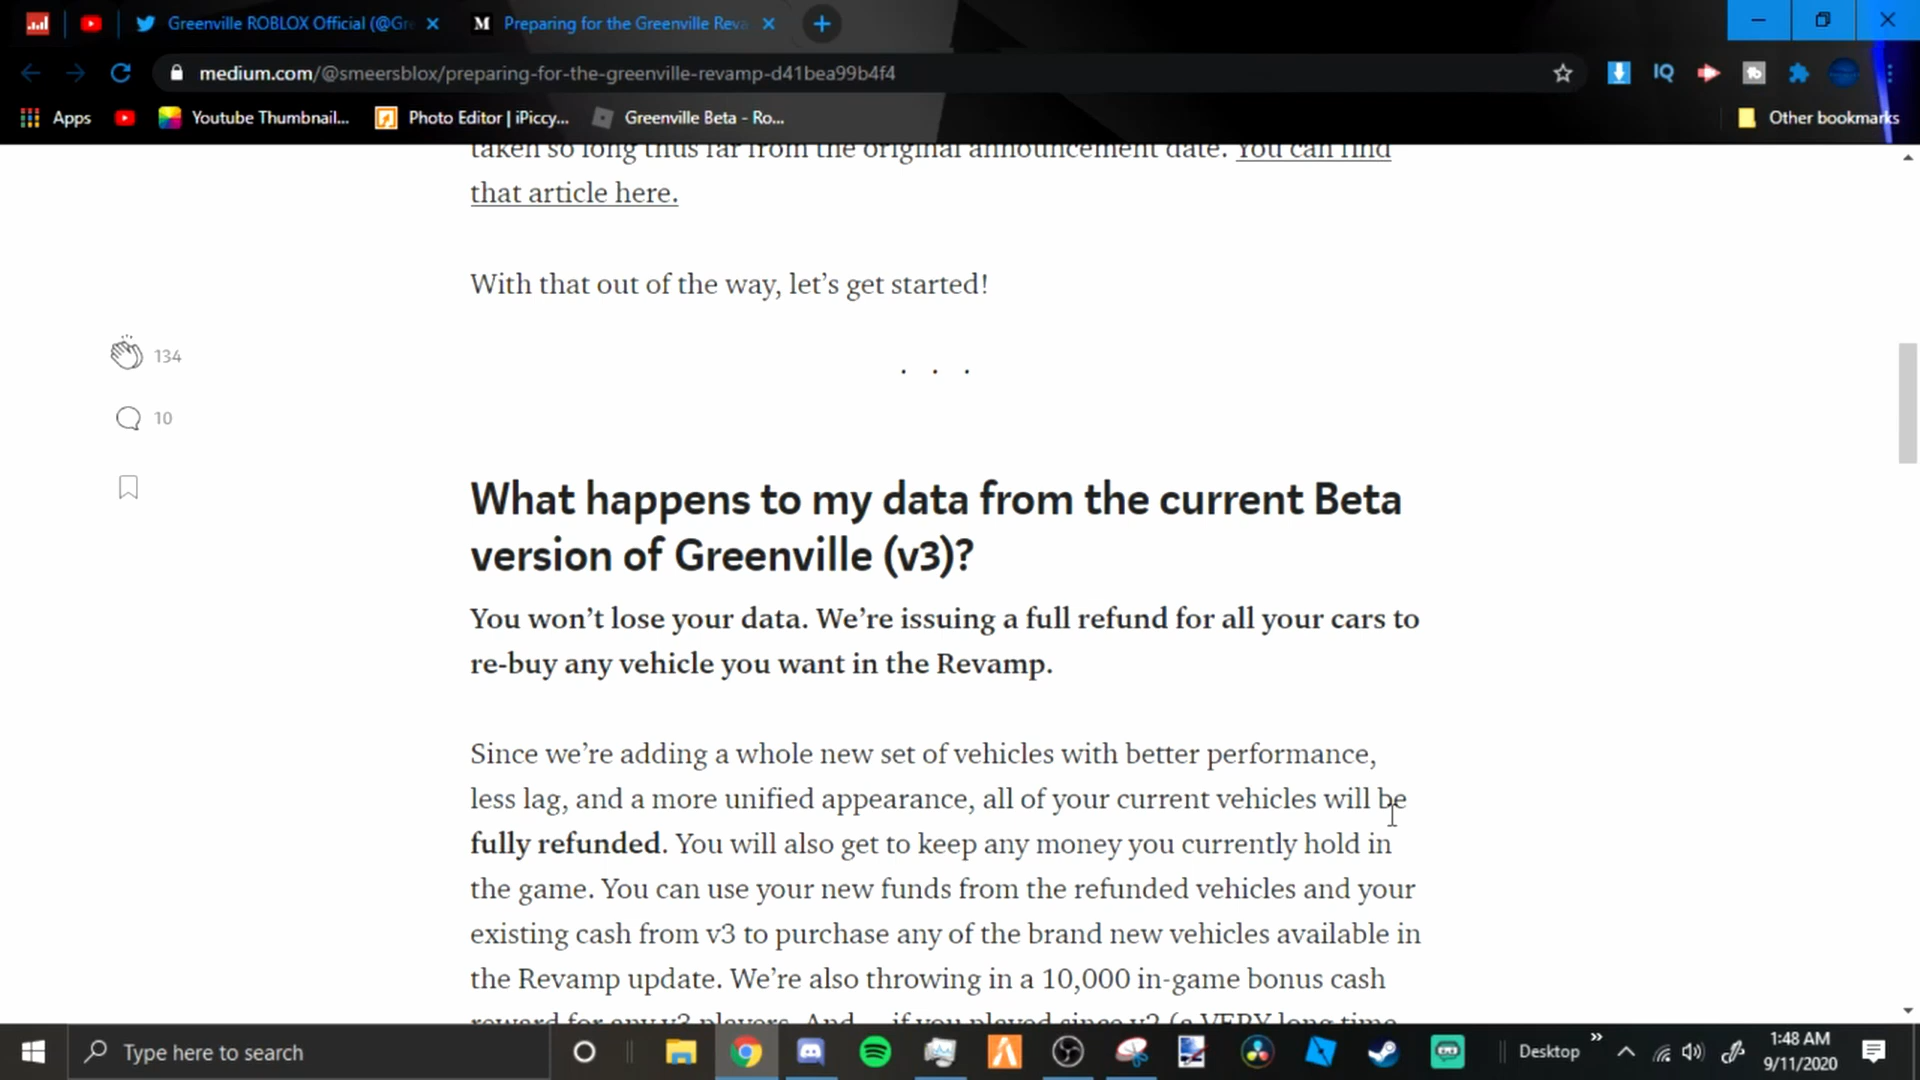 Greenville ROBLOX Official (@Gre
M Preparing for the Greenville Reva
medium.com/@smeersblox/preparing-for-the-greenville-revamp-d41bea99b4f4
IQ
Apps
Youtube Thumbnail...
Photo Editor | iPiccy...
Greenville Beta - Ro...
Other bookmarks
taken so long thus far from the original announcement date. You can find
that article here.
With that out of the way, let’s get started!
134
. . .
10
What happens to my data from the current Beta
version of Greenville (v3)?
You won’t lose your data. We’re issuing a full refund for all your cars to
re-buy any vehicle you want in the Revamp.
Since we’re adding a whole new set of vehicles with better performance,
less lag, and a more unified appearance, all of your current vehicles will be
fully refunded. You will also get to keep any money you currently hold in
the game. You can use your new funds from the refunded vehicles and your
existing cash from v3 to purchase any of the brand new vehicles available in
the Revamp update. We’re also throwing in a 10,000 in-game bonus cash
reward for any v3 players. And... if you played since v2 (a VERY long time
Type here to search
Desktop
1:48 AM
9/11/2020